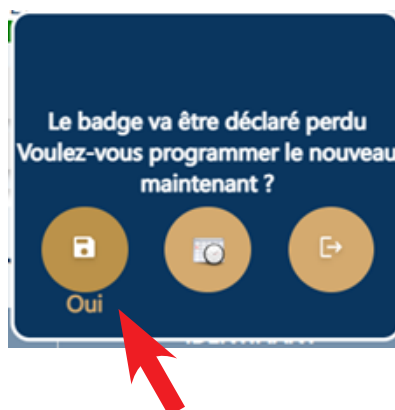 Le badge va être déclaré perdu
Voulez-vous programmer le nouveau
maintenant ?
Oui